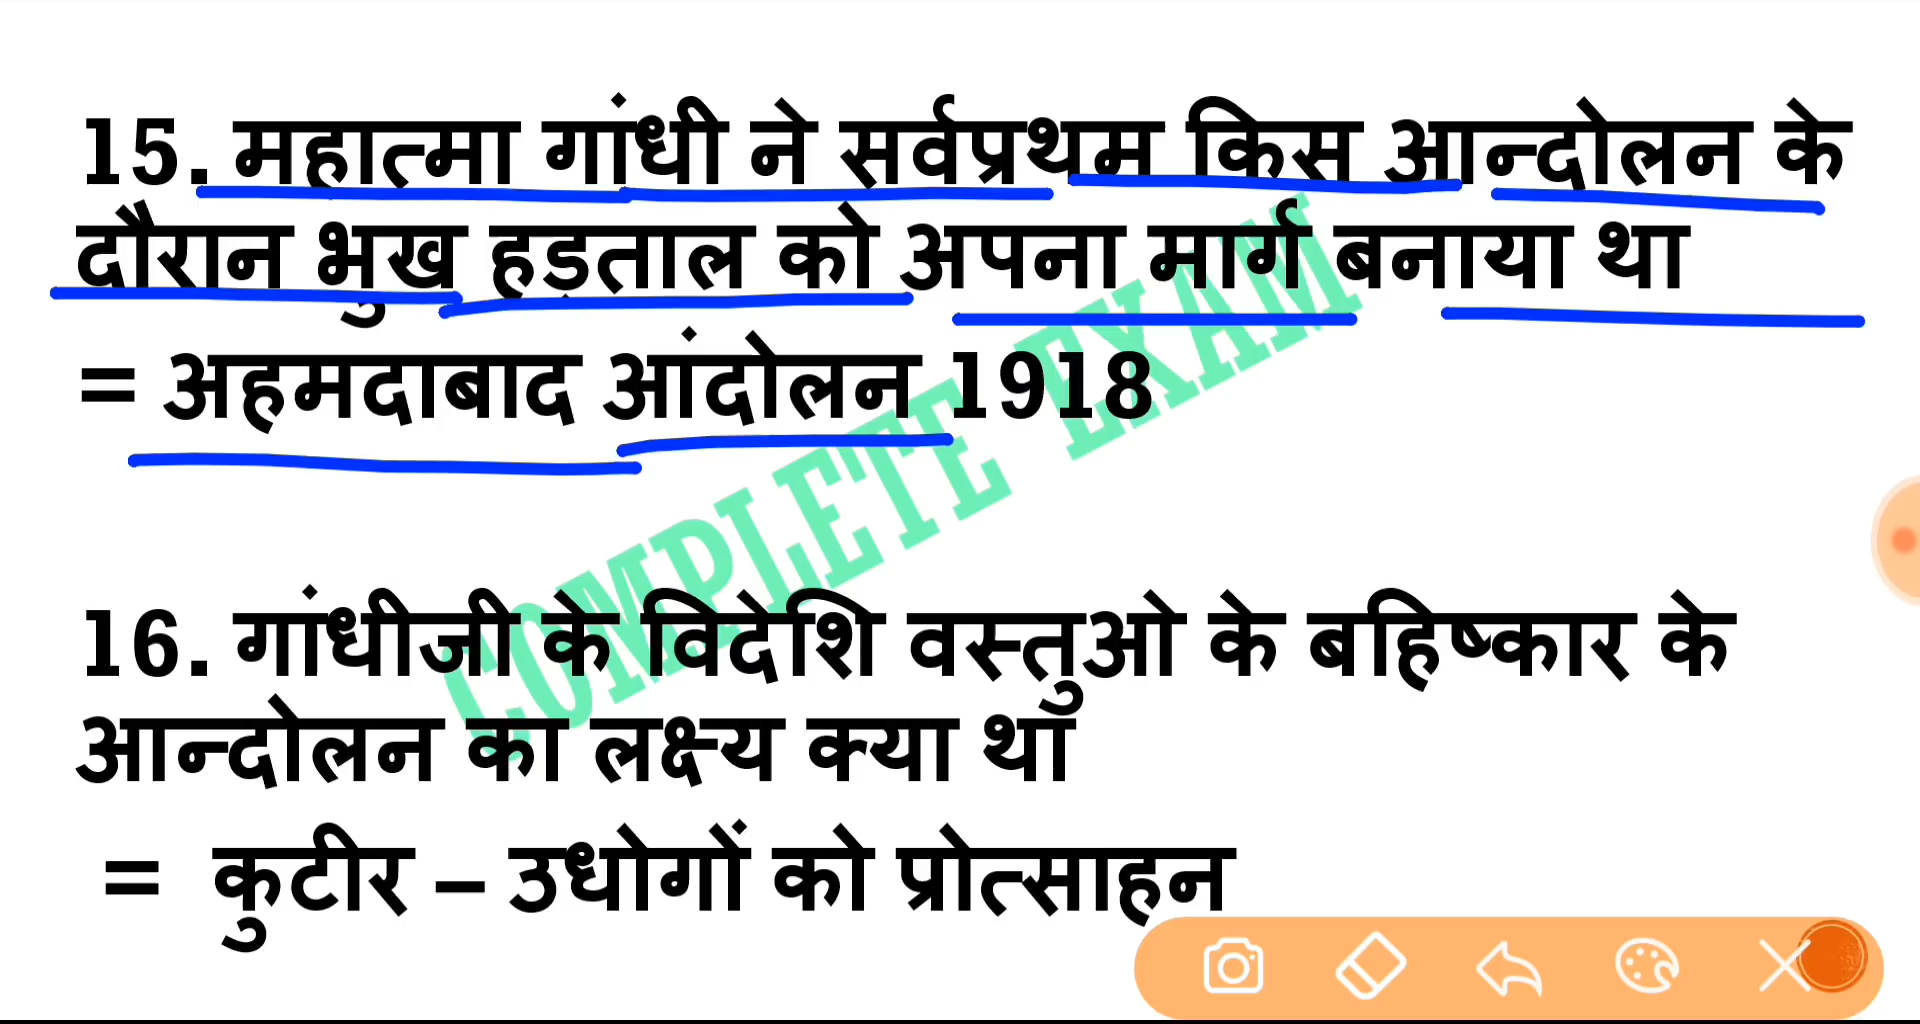 15. महात्मा गांधी ने सर्वप्रथम किस आन्दोलन के
दौरान भुख हड़ताल को अपना मार्ग बनाया था
= अहमदाबाद आंदोलन 1918
COMPLETE EXAM
16. गांधीजी के विदेशि वस्तुओ के बहिष्कार के
आन्दोलन का लक्ष्य क्या था
= कुटीर – उधोगों को प्रोत्साहन